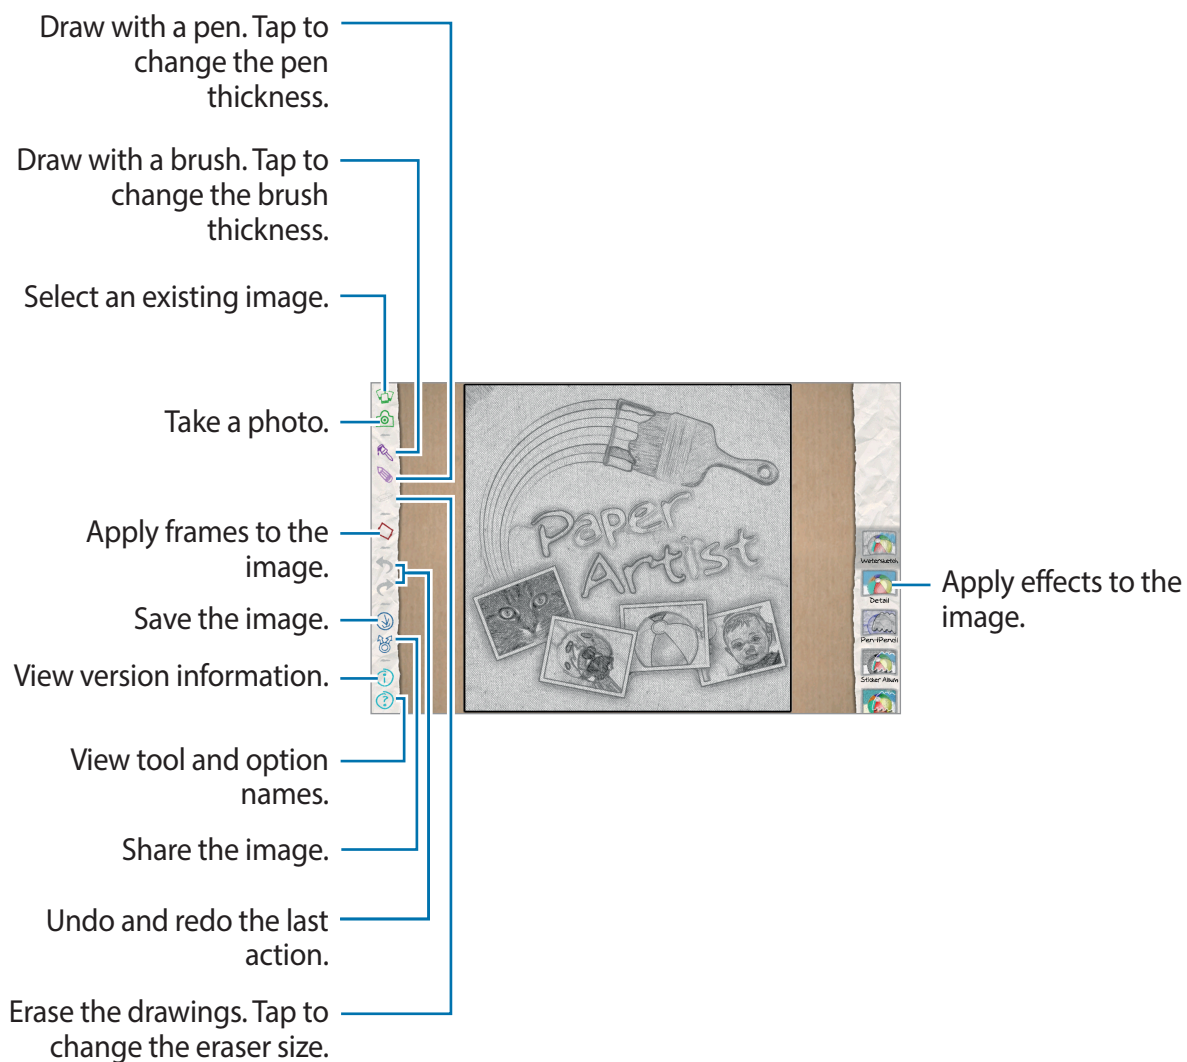 Draw with a pen. Tap to
change the pen
thickness.
Draw with a brush. Tap to
change the brush
thickness.
Select an existing image.
Take a photo.
Apply frames to the
image.
Save the image.
View version information.
View tool and option
names.
Share the image.
Undo and redo the last
action.
Erase the drawings. Tap to
change the eraser size.
Paper
Artist
Watersketch
Detail
Pen+Pencil
Sticker Album
Apply effects to the
image.